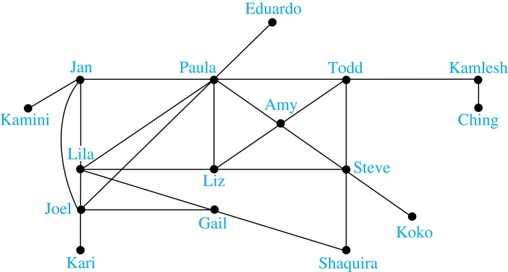 Eduardo
Jan
Paula
Todd
Kamlesh
Amy
Kamini
Ching
Lila
Liz
Steve
Joel
Gail
Koko
Kari
Shaquira